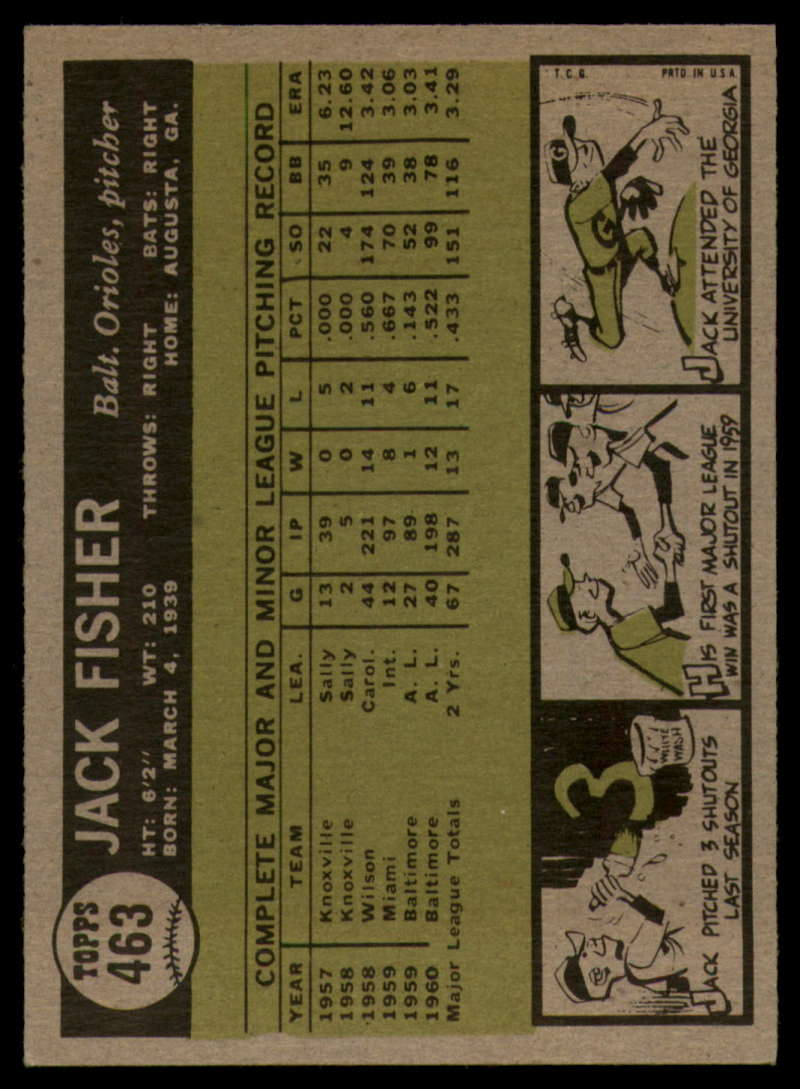 TOPPS
463
JACK FISHER Balt. Orioles, pitcher
HT: 6'2" WT: 210 THROWS: RIGHT BATS: RIGHT
BORN: MARCH 4, 1939 HOME: AUGUSTA, GA.
COMPLETE MAJOR AND MINOR LEAGUE PITCHING RECORD
YEAR TEAM LEA. G IP W L PCT SO BB ERA
1957 Knoxville Sally 13 39 0 5 .000 22 35 6.23
1958 Knoxville Sally 2 5 0 2 .000 4 9 12.60
1958 Wilson Carol. 44 221 14 11 .560 174 124 3.42
1959 Miami Int. 12 97 8 4 .667 70 39 3.06
1959 Baltimore A. L. 27 89 1 6 .143 52 38 3.03
1960 Baltimore A. L. 40 198 12 11 .522 99 78 3.41
Major League Totals 2 Yrs. 67 287 13 17 .433 151 116 3.29
3
WHITE
WASH
JACK PITCHED 3 SHUTOUTS
LAST SEASON
HIS FIRST MAJOR LEAGUE
WIN WAS A SHUTOUT IN 1959
T.C.G. PRTD. IN U.S.A.
G
G
JACK ATTENDED THE
UNIVERSITY OF GEORGIA